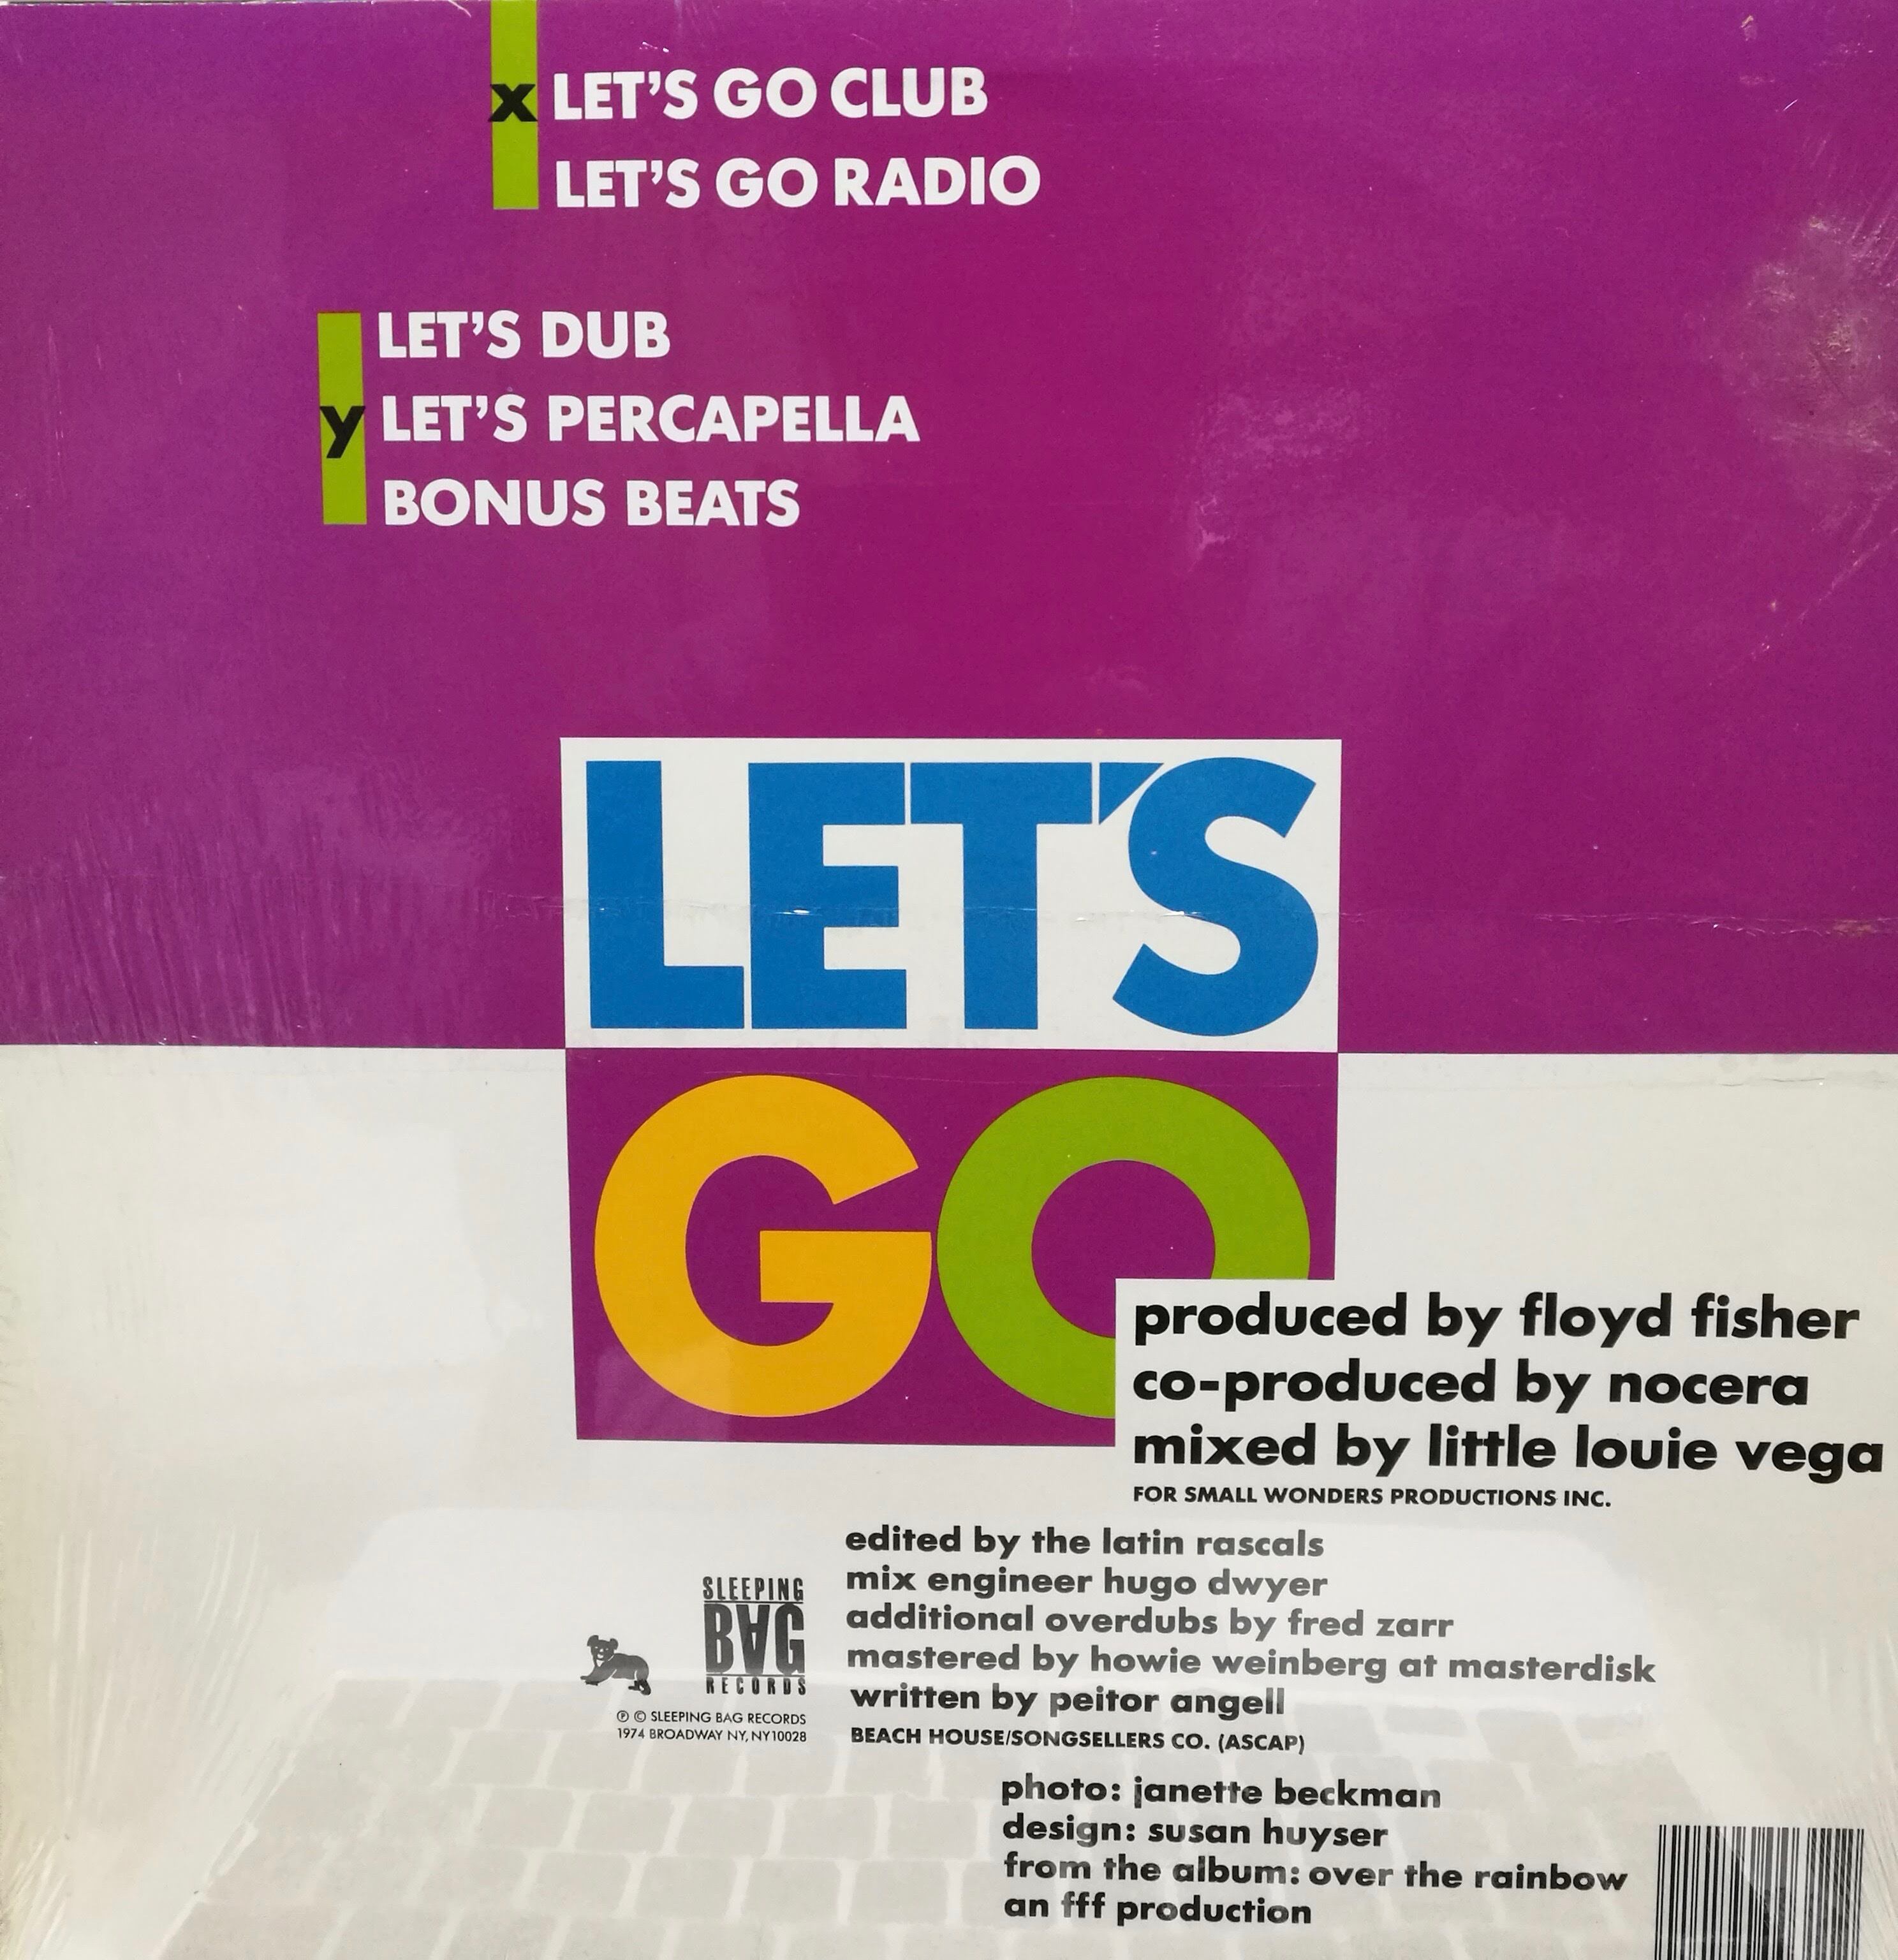 x LET'S GO CLUB
LET'S GO RADIO
LET'S DUB
y LET'S PERCAPELLA
BONUS BEATS
LET'S
GO
produced by floyd fisher
co-produced by nocera
mixed by little louie vega
FOR SMALL WONDERS PRODUCTIONS INC.
edited by the latin rascals
mix engineer hugo dwyer
additional overdubs by fred zarr
mastered by howie weinberg at masterdisk
written by peitor angell
BEACH HOUSE/SONGSELLERS CO. (ASCAP)
SLEEPING
BAG
RECORDS
℗ © SLEEPING BAG RECORDS
1974 BROADWAY NY, NY 10028
photo: janette beckman
design: susan huyser
from the album: over the rainbow
an fff production